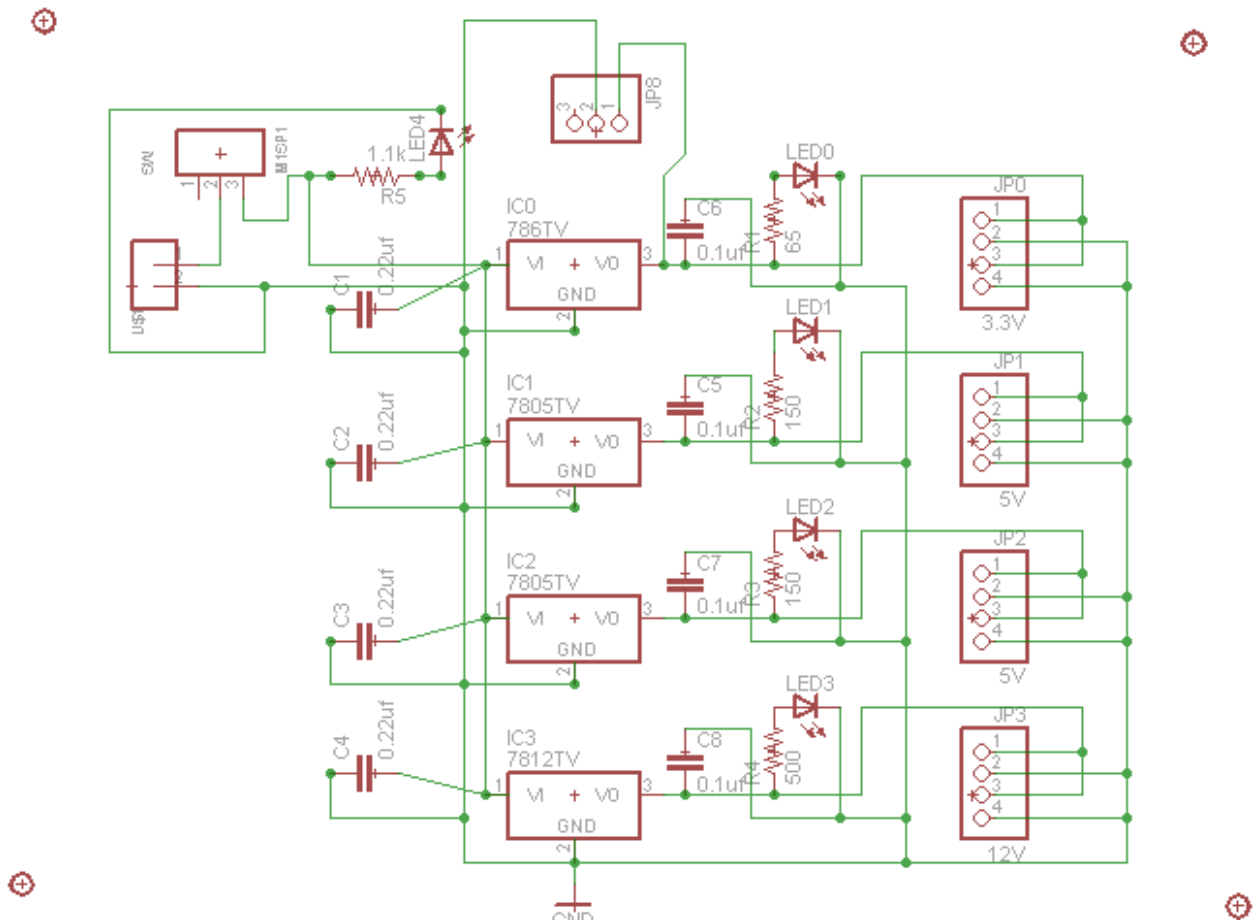 JP8
3
2
1
LED4
SW
M1SP1
1.1k
R5
1
2
3
LED0
JP0
IC0
786TV
C6
0.1uf
R1
65
1
2
3
4
3.3V
1
VI
VO
3
GND
2
C1
0.22uf
LED1
JP1
IC1
7805TV
C5
0.1uf
R2
150
1
2
3
4
5V
1
VI
VO
3
GND
2
C2
0.22uf
LED2
JP2
IC2
7805TV
C7
0.1uf
R3
150
1
2
3
4
5V
1
VI
VO
3
GND
2
C3
0.22uf
LED3
JP3
IC3
7812TV
C8
0.1uf
R4
500
1
2
3
4
12V
1
VI
VO
3
GND
2
C4
0.22uf
GND